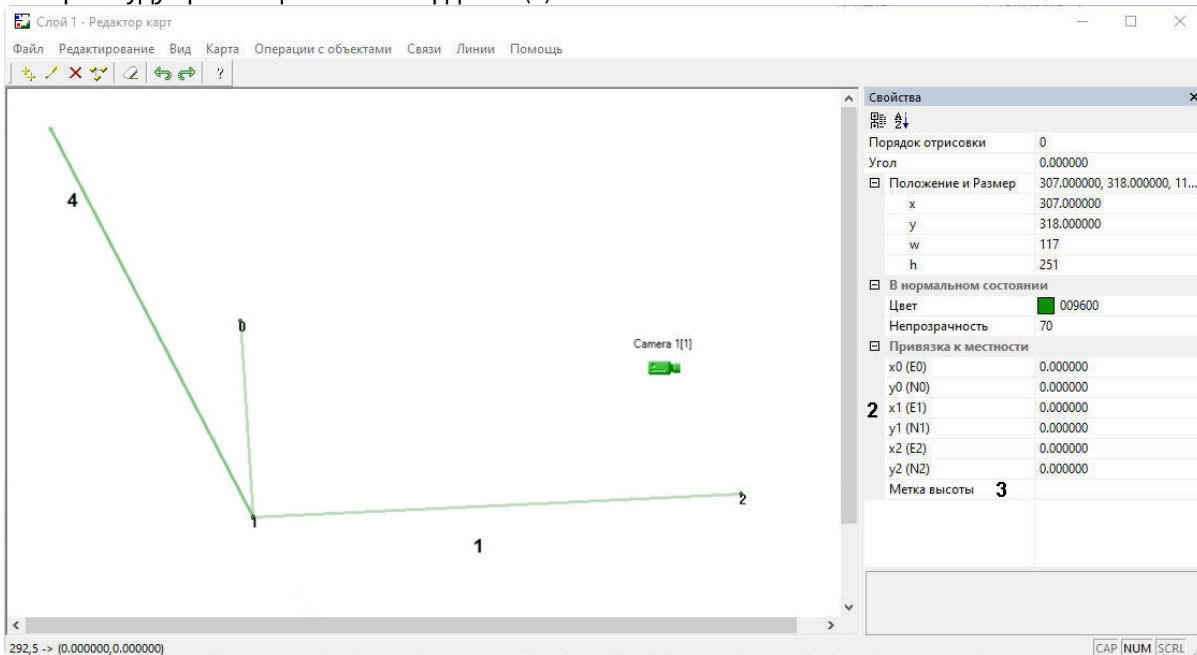 Слой 1 - Редактор карт
Файл Редактирование Вид Карта Операции с объектами Связи Линии Помощь
?
4
0
Camera 1[1]
1
2
1
Свойства
Порядок отрисовки 0
Угол 0.000000
Положение и Размер 307.000000, 318.000000, 11...
x 307.000000
y 318.000000
w 117
h 251
В нормальном состоянии
Цвет 009600
Непрозрачность 70
Привязка к местности
x0 (E0) 0.000000
y0 (N0) 0.000000
2 x1 (E1) 0.000000
y1 (N1) 0.000000
x2 (E2) 0.000000
y2 (N2) 0.000000
Метка высоты 3
292,5 -> (0.000000,0.000000)
CAP NUM SCRL